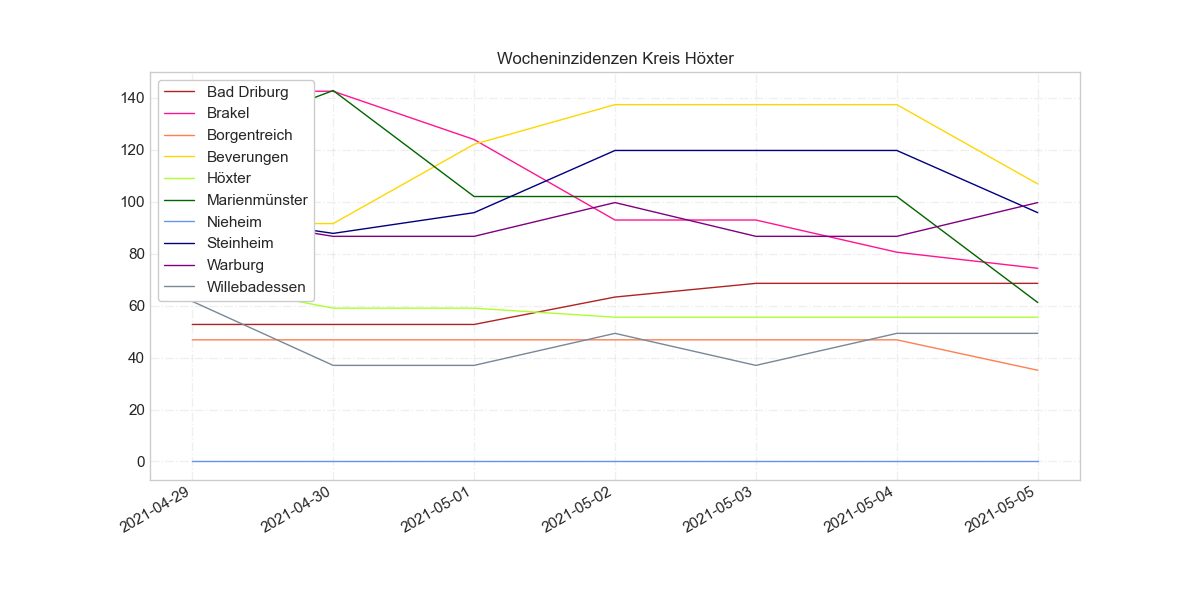 Wocheninzidenzen Kreis Höxter
Bad Driburg
Brakel
Borgentreich
Beverungen
Höxter
Marienmünster
Nieheim
Steinheim
Warburg
Willebadessen
140
120
100
80
60
40
20
0
2021-04-29
2021-04-30
2021-05-01
2021-05-02
2021-05-03
2021-05-04
2021-05-05